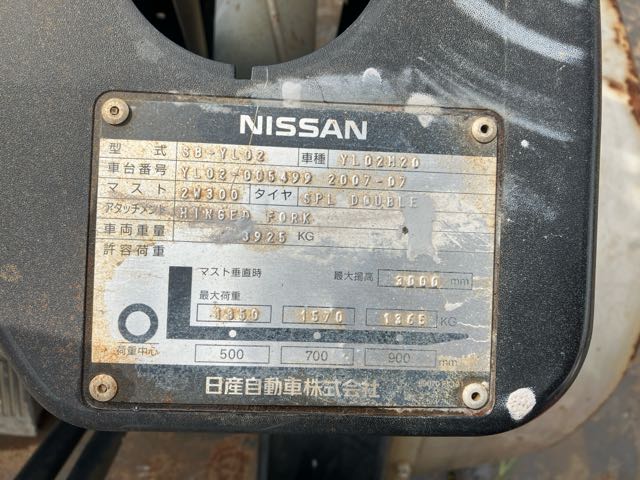 NISSAN
型式 SB-YL02 車種 YL02H20
車台番号 YL02-005499 2007-07
マスト 2W300 タイヤ SPL DOUBLE
アタッチメント HINGED FORK
車両重量 3925 KG
許容荷重
マスト垂直時 最大揚高 3000 mm
最大荷重
1850 1570 1365 KG
荷重中心 500 700 900 mm
日産自動車株式会社